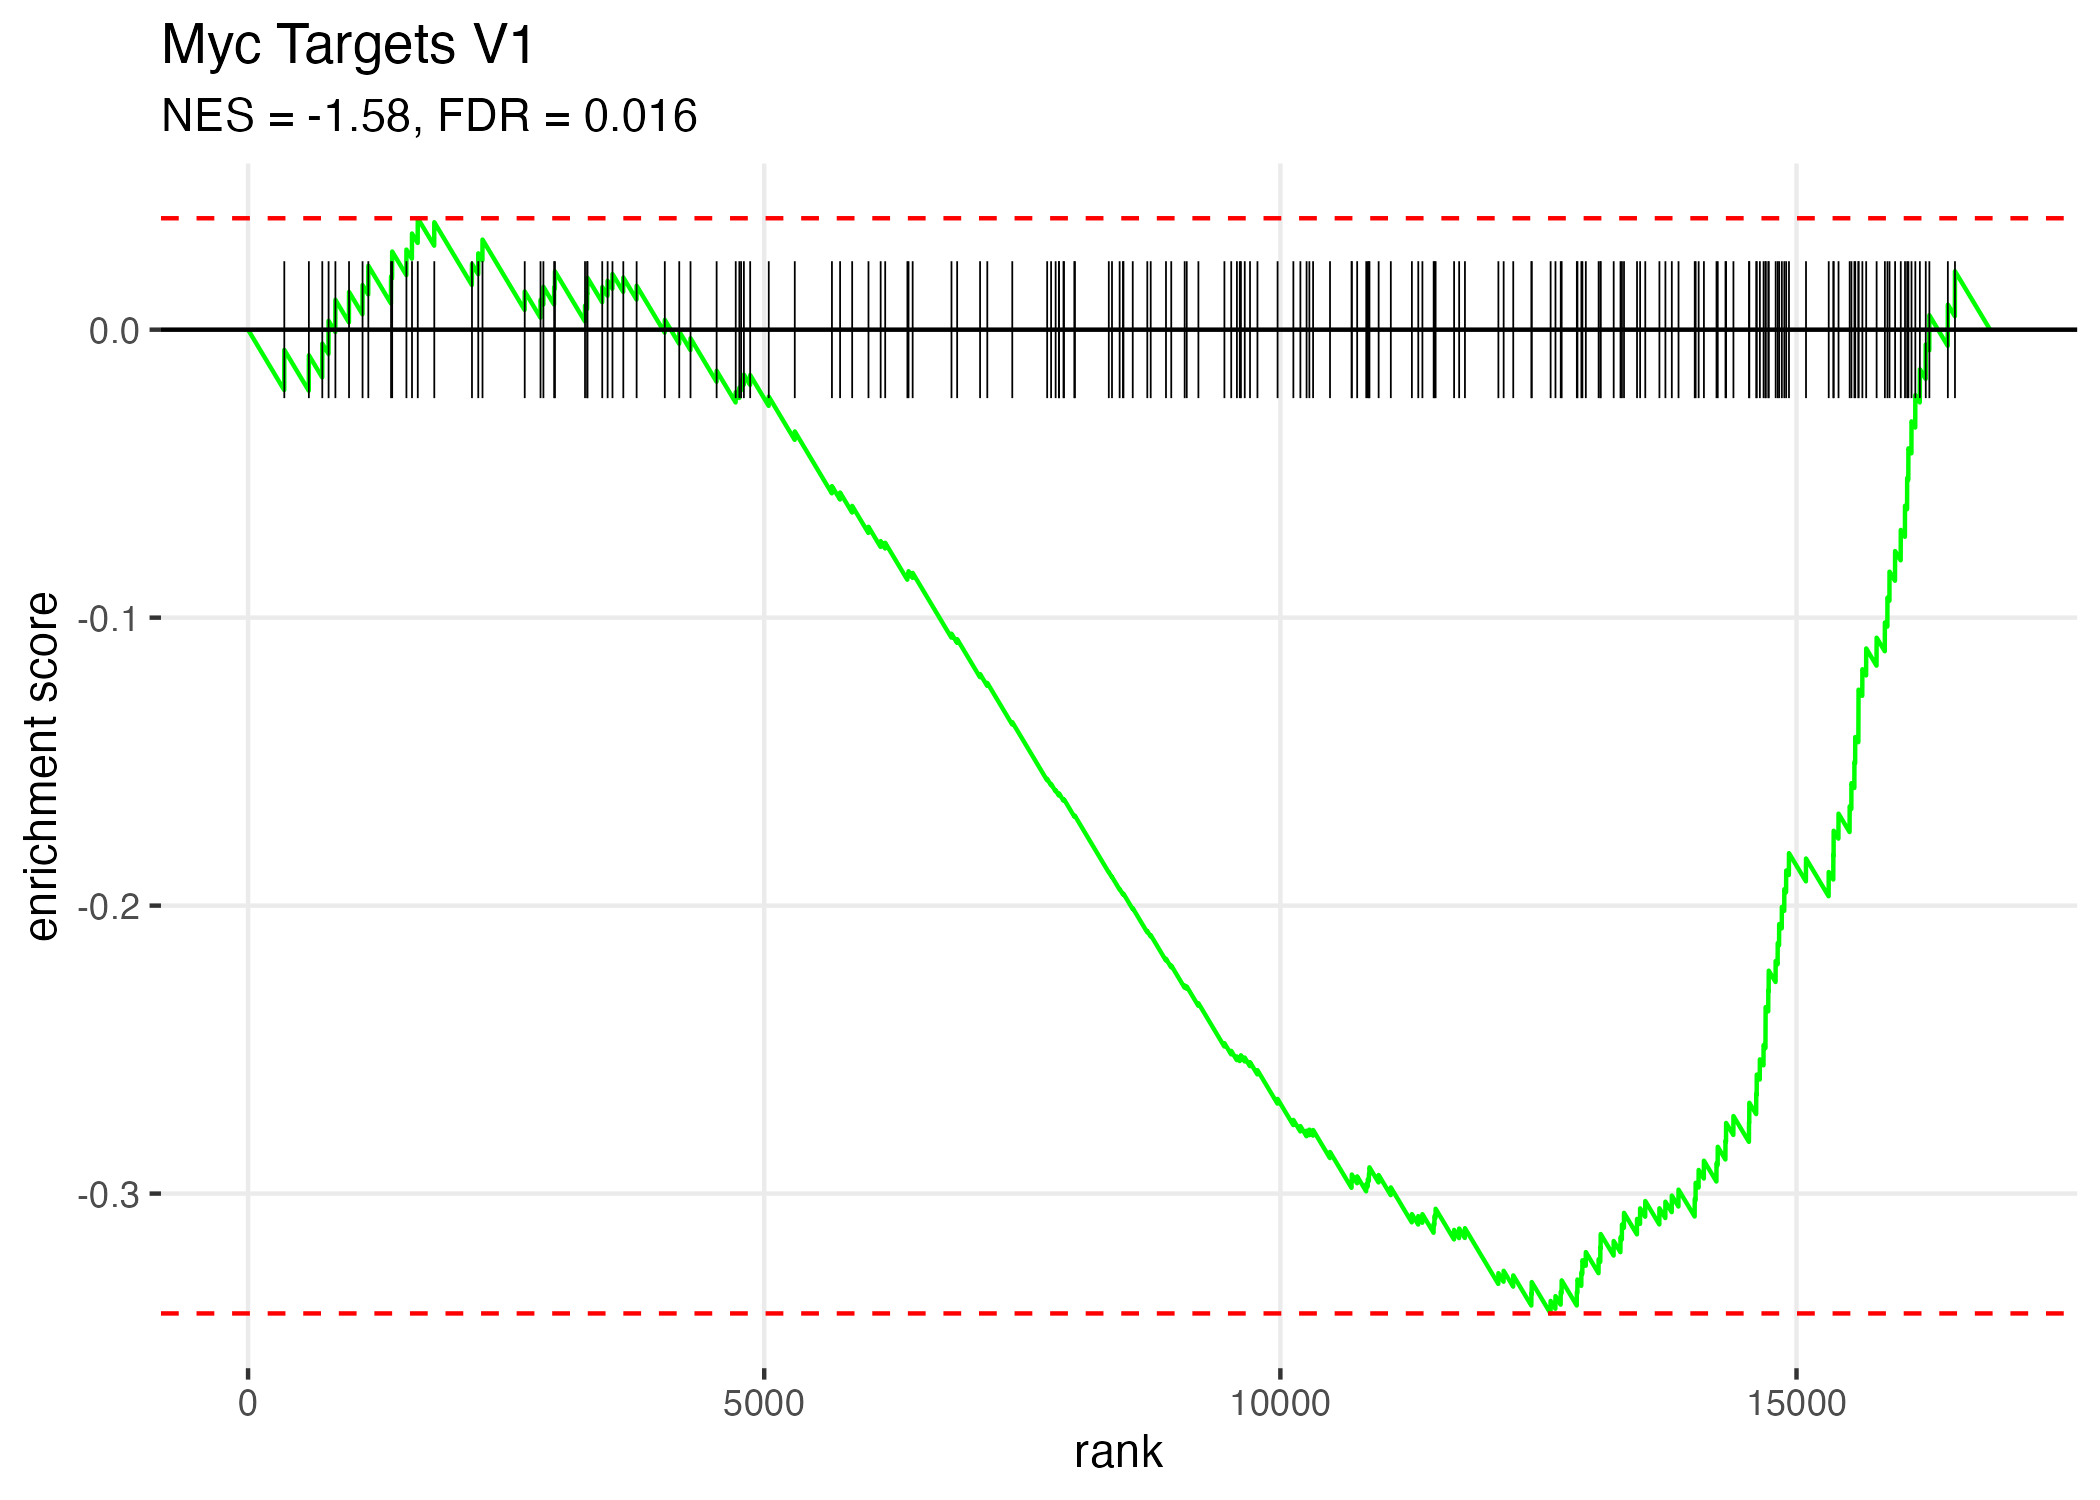 Myc Targets V1
NES = -1.58, FDR = 0.016
0.0
-0.1
-0.2
-0.3
enrichment score
0
5000
10000
15000
rank